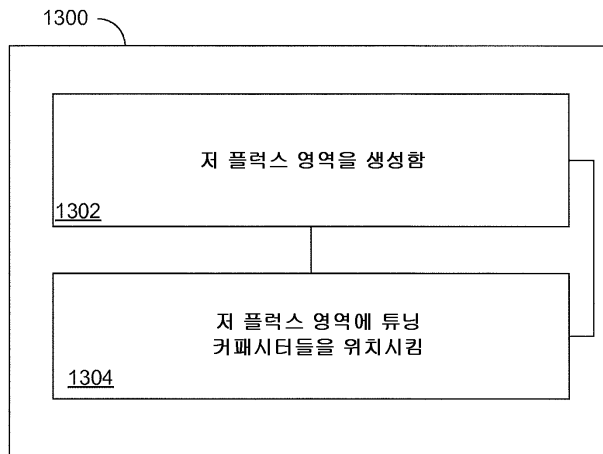 1300
저 플럭스 영역을 생성함
1302
저 플럭스 영역에 튜닝
커패시터들을 위치시킴
1304